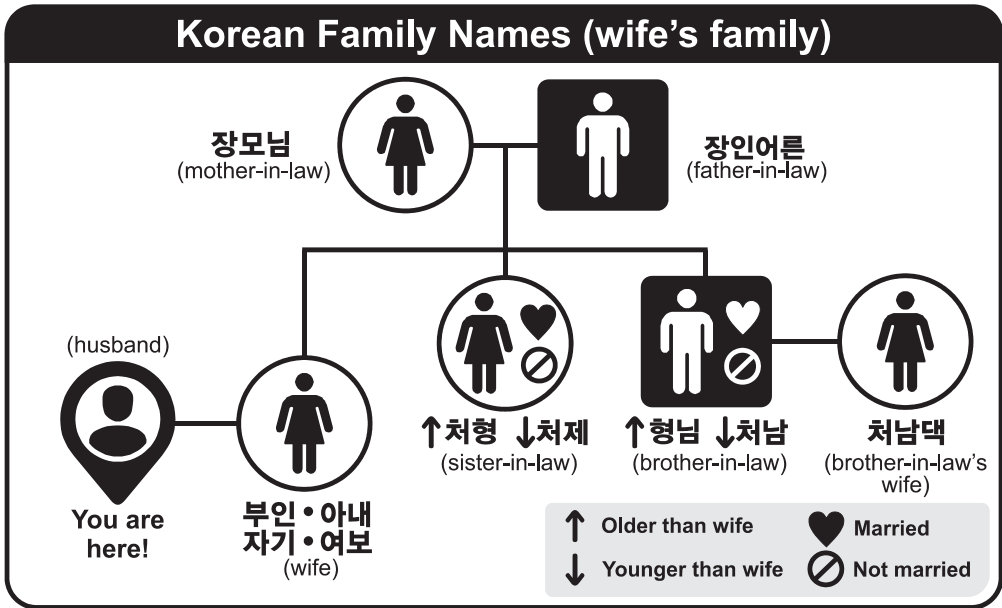 Korean Family Names (wife's family)
장모님
(mother-in-law)
장인어른
(father-in-law)
(husband)
You are
here!
부인 • 아내
자기 • 여보
(wife)
↑처형 ↓처제
(sister-in-law)
↑형님 ↓처남
(brother-in-law)
처남댁
(brother-in-law's
wife)
↑ Older than wife
♥ Married
↓ Younger than wife
Not married